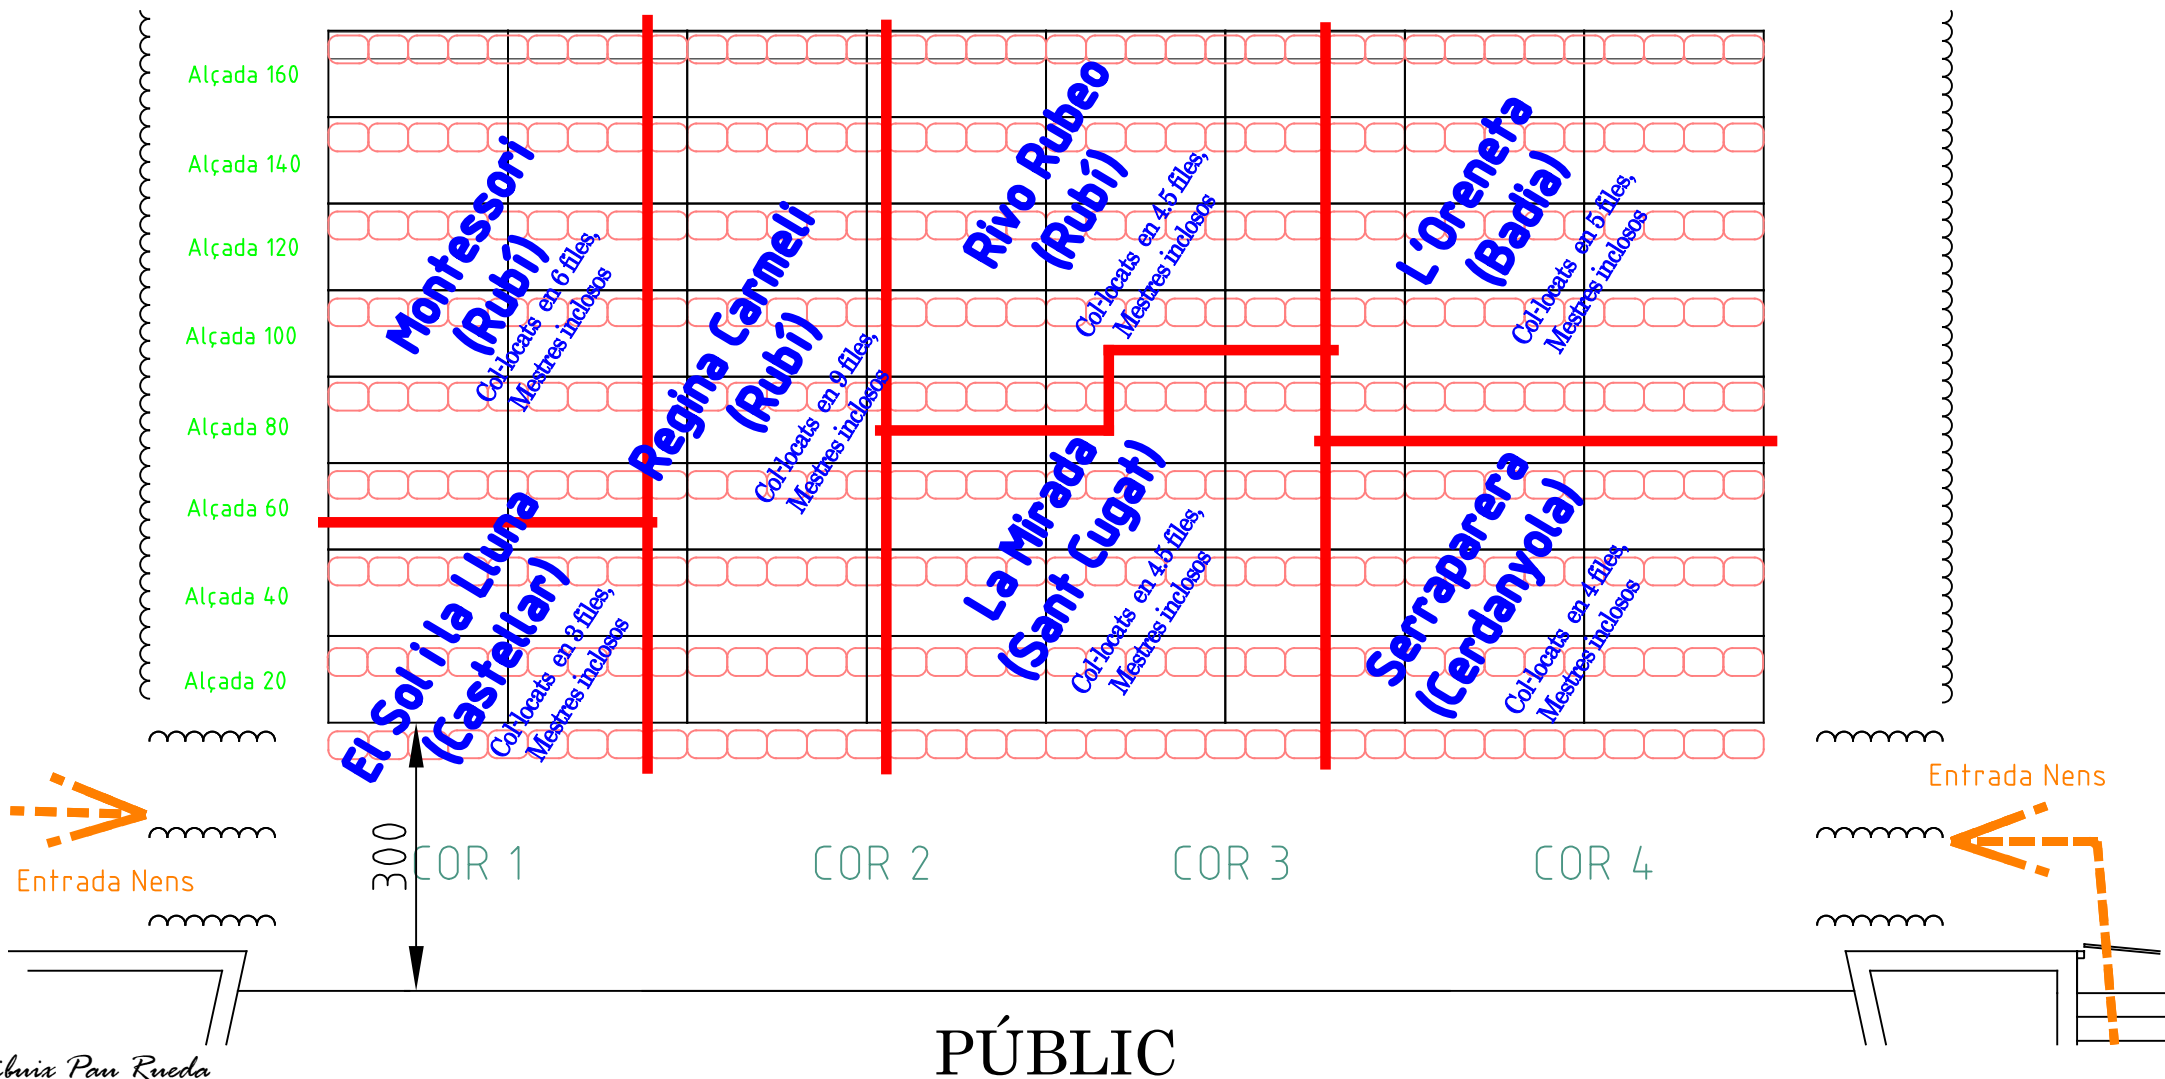 Alçada 160
Alçada 140
Alçada 120
Alçada 100
Alçada 80
Alçada 60
Alçada 40
Alçada 20
Montessori
(Rubí)
Col·locats en 6 files,
Mestres inclosos
Regina Carmeli
(Rubí)
Col·locats en 9 files,
Mestres inclosos
Rivo Rubeo
(Rubí)
Col·locats en 4.5 files,
Mestres inclosos
L'Oreneta
(Badia)
Col·locats en 5 files,
Mestres inclosos
El Sol i la Lluna
(Castellar)
Col·locats en 3 files,
Mestres inclosos
La Mirada
(Sant Cugat)
Col·locats en 4.5 files,
Mestres inclosos
Serraparera
(Cerdanyola)
Col·locats en 4 files,
Mestres inclosos
Entrada Nens
Entrada Nens
300
COR 1
COR 2
COR 3
COR 4
PÚBLIC
Pau Rueda